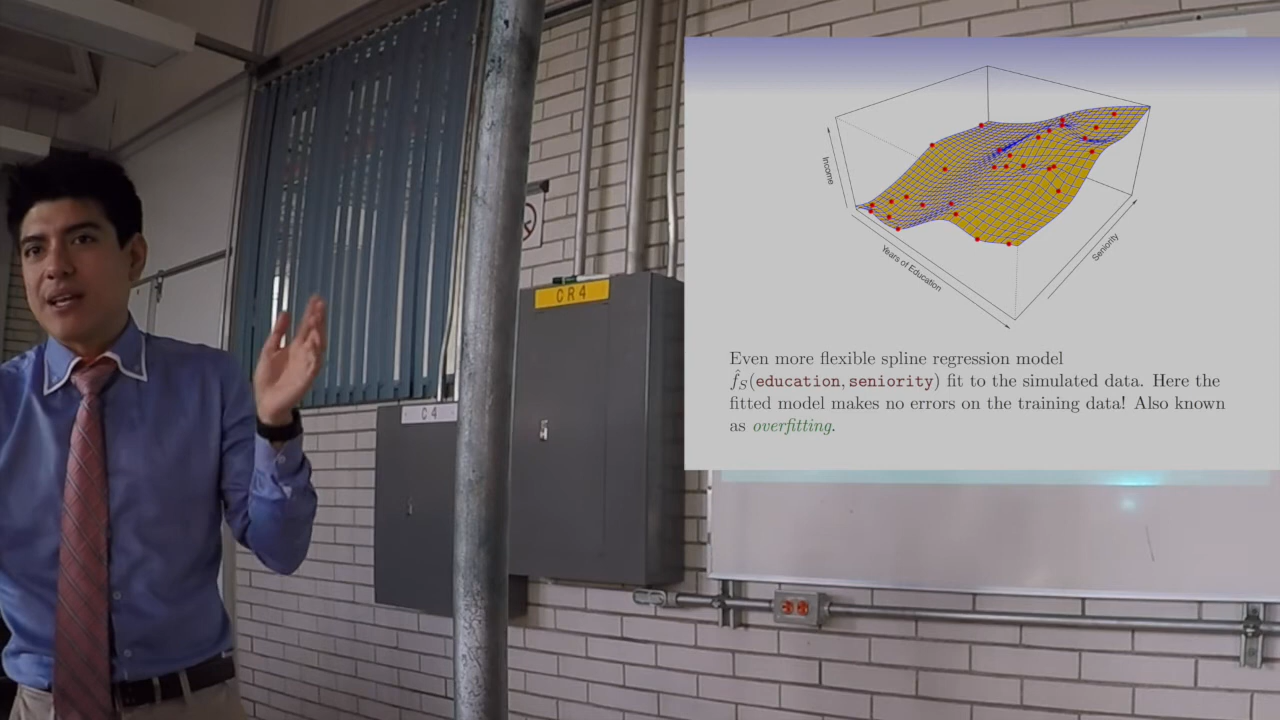 CR4
C 4
Income
Years of Education
Seniority
Even more flexible spline regression model
f̂S(education, seniority) fit to the simulated data. Here the
fitted model makes no errors on the training data! Also known
as overfitting.